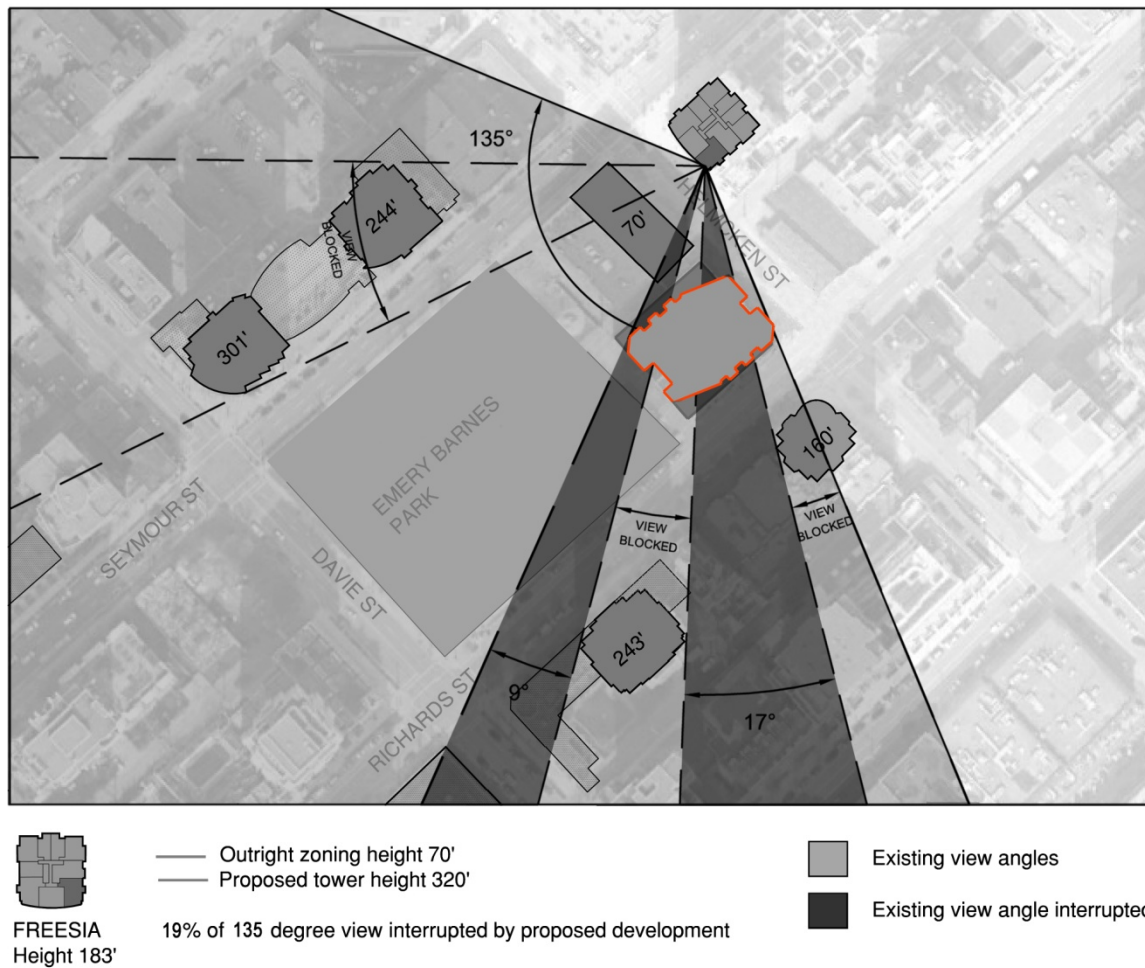 135°
244'
VIEW
BLOCKED
301'
70'
HELMCKEN ST
EMERY BARNES
PARK
160'
VIEW
BLOCKED
VIEW
BLOCKED
SEYMOUR ST
DAVIE ST
243'
RICHARDS ST
9°
17°
FREESIA
Height 183'
Outright zoning height 70'
Proposed tower height 320'
19% of 135 degree view interrupted by proposed development
Existing view angles
Existing view angle interrupted